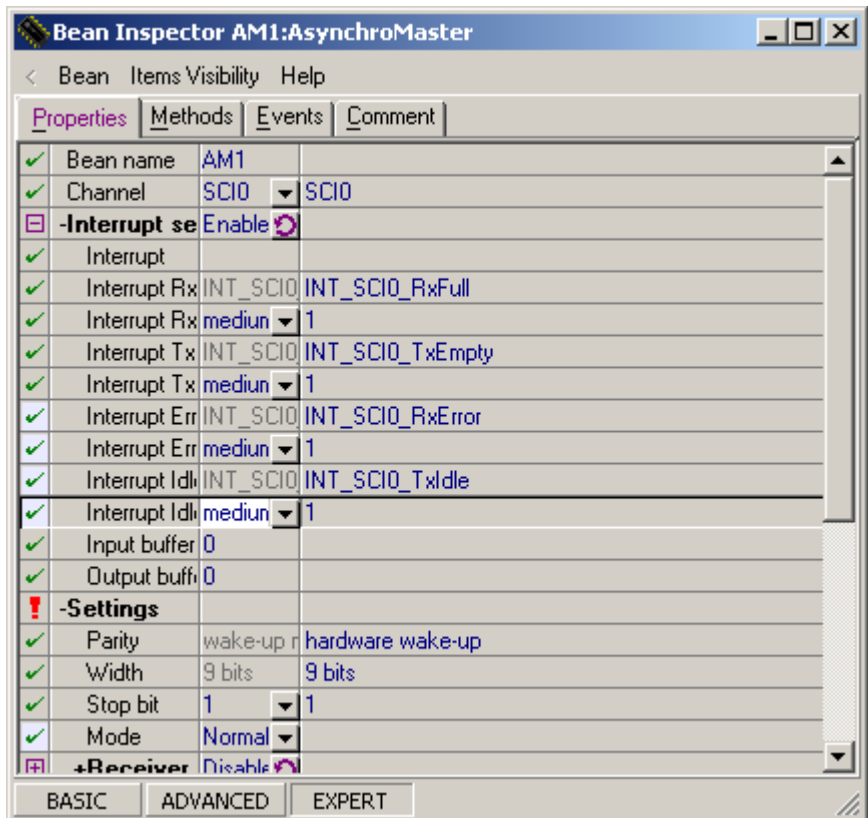 Bean Inspector AM1:AsynchroMaster
< Bean Items Visibility Help
Properties Methods Events Comment
Bean name AM1
Channel SCI0 SCI0
-Interrupt se Enable
Interrupt
Interrupt Rx INT_SCI0_ INT_SCI0_RxFull
Interrupt Rx mediun 1
Interrupt Tx INT_SCI0_ INT_SCI0_TxEmpty
Interrupt Tx mediun 1
Interrupt Err INT_SCI0_ INT_SCI0_RxError
Interrupt Err mediun 1
Interrupt Idl INT_SCI0_ INT_SCI0_TxIdle
Interrupt Idl mediun 1
Input buffer 0
Output buff 0
! -Settings
Parity wake-up r hardware wake-up
Width 9 bits 9 bits
Stop bit 1 1
Mode Normal
+Receiver Disable
BASIC ADVANCED EXPERT